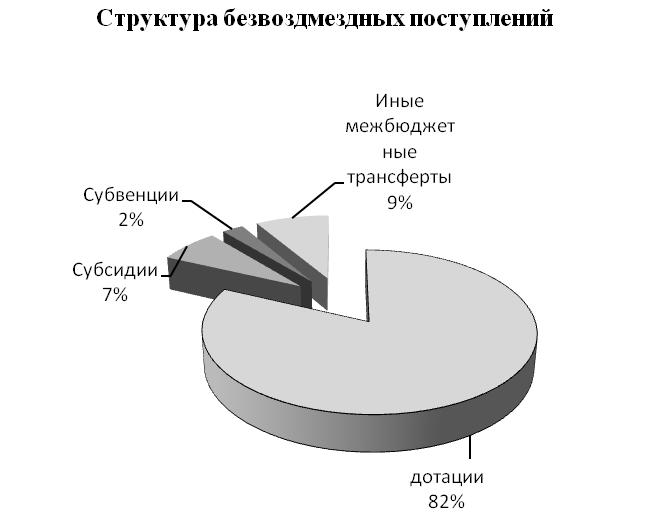 Структура безвоздмездных поступлений
Иные
межбюджет
ные
трансферты
9%
Субвенции
2%
Субсидии
7%
дотации
82%